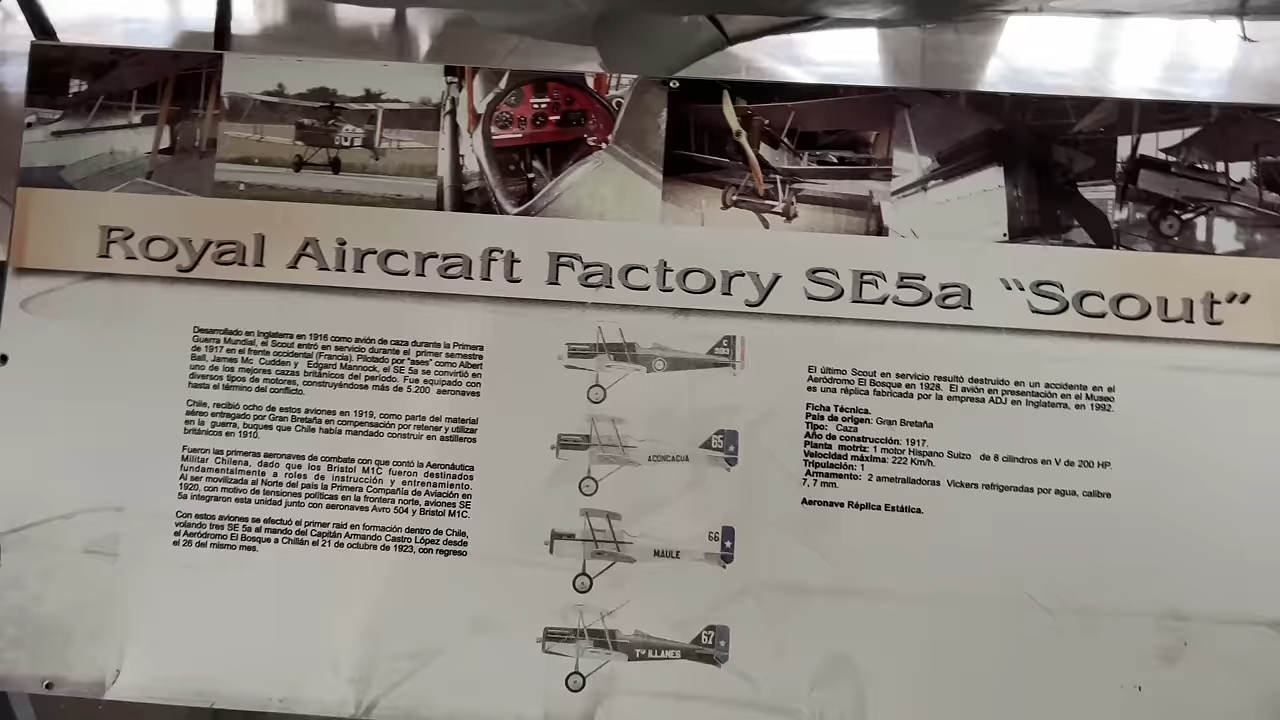 Royal Aircraft Factory SE5a “Scout”
Desarrollado en Inglaterra en 1916 como avión de caza durante la Primera
Guerra Mundial, el Scout entró en servicio durante el primer semestre
de 1917 en el frente occidental (Francia). Pilotado por "ases" como Albert
Ball, James Mc Cudden y Edgard Mannock, el SE 5a se convirtió en
uno de los mejores cazas británicos del período. Fue equipado con
diversos tipos de motores, construyéndose más de 5.200 aeronaves
hasta el término del conflicto.
Chile, recibió ocho de estos aviones en 1919, como parte del material
aéreo entregado por Gran Bretaña en compensación por retener y utilizar
en la guerra, buques que Chile había mandado construir en astilleros
británicos en 1910.
Fueron las primeras aeronaves de combate con que contó la Aeronáutica
Militar Chilena, dado que los Bristol M1C fueron destinados
fundamentalmente a roles de instrucción y entrenamiento.
Al ser movilizada al Norte del país la Primera Compañía de Aviación en
1920, con motivo de tensiones políticas en la frontera norte, aviones SE
5a integraron esta unidad junto con aeronaves Avro 504 y Bristol M1C.
Con estos aviones se efectuó el primer raid en formación dentro de Chile,
volando tres SE 5a al mando del Capitán Armando Castro López desde
el Aeródromo El Bosque a Chillán el 21 de octubre de 1923, con regreso
el 26 del mismo mes.
C
65
ACONCAGUA
66
MAULE
67
Tte ILLANES
El último Scout en servicio resultó destruido en un accidente en el
Aeródromo El Bosque en 1928. El avión en presentación en el Museo
es una réplica fabricada por la empresa ADJ en Inglaterra, en 1992.
Ficha Técnica.
País de origen: Gran Bretaña
Tipo: Caza
Año de construcción: 1917.
Planta motriz: 1 motor Hispano Suizo de 8 cilindros en V de 200 HP.
Velocidad máxima: 222 Km/h.
Tripulación: 1
Armamento: 2 ametralladoras Vickers refrigeradas por agua, calibre
7,7 mm.
Aeronave Réplica Estática.